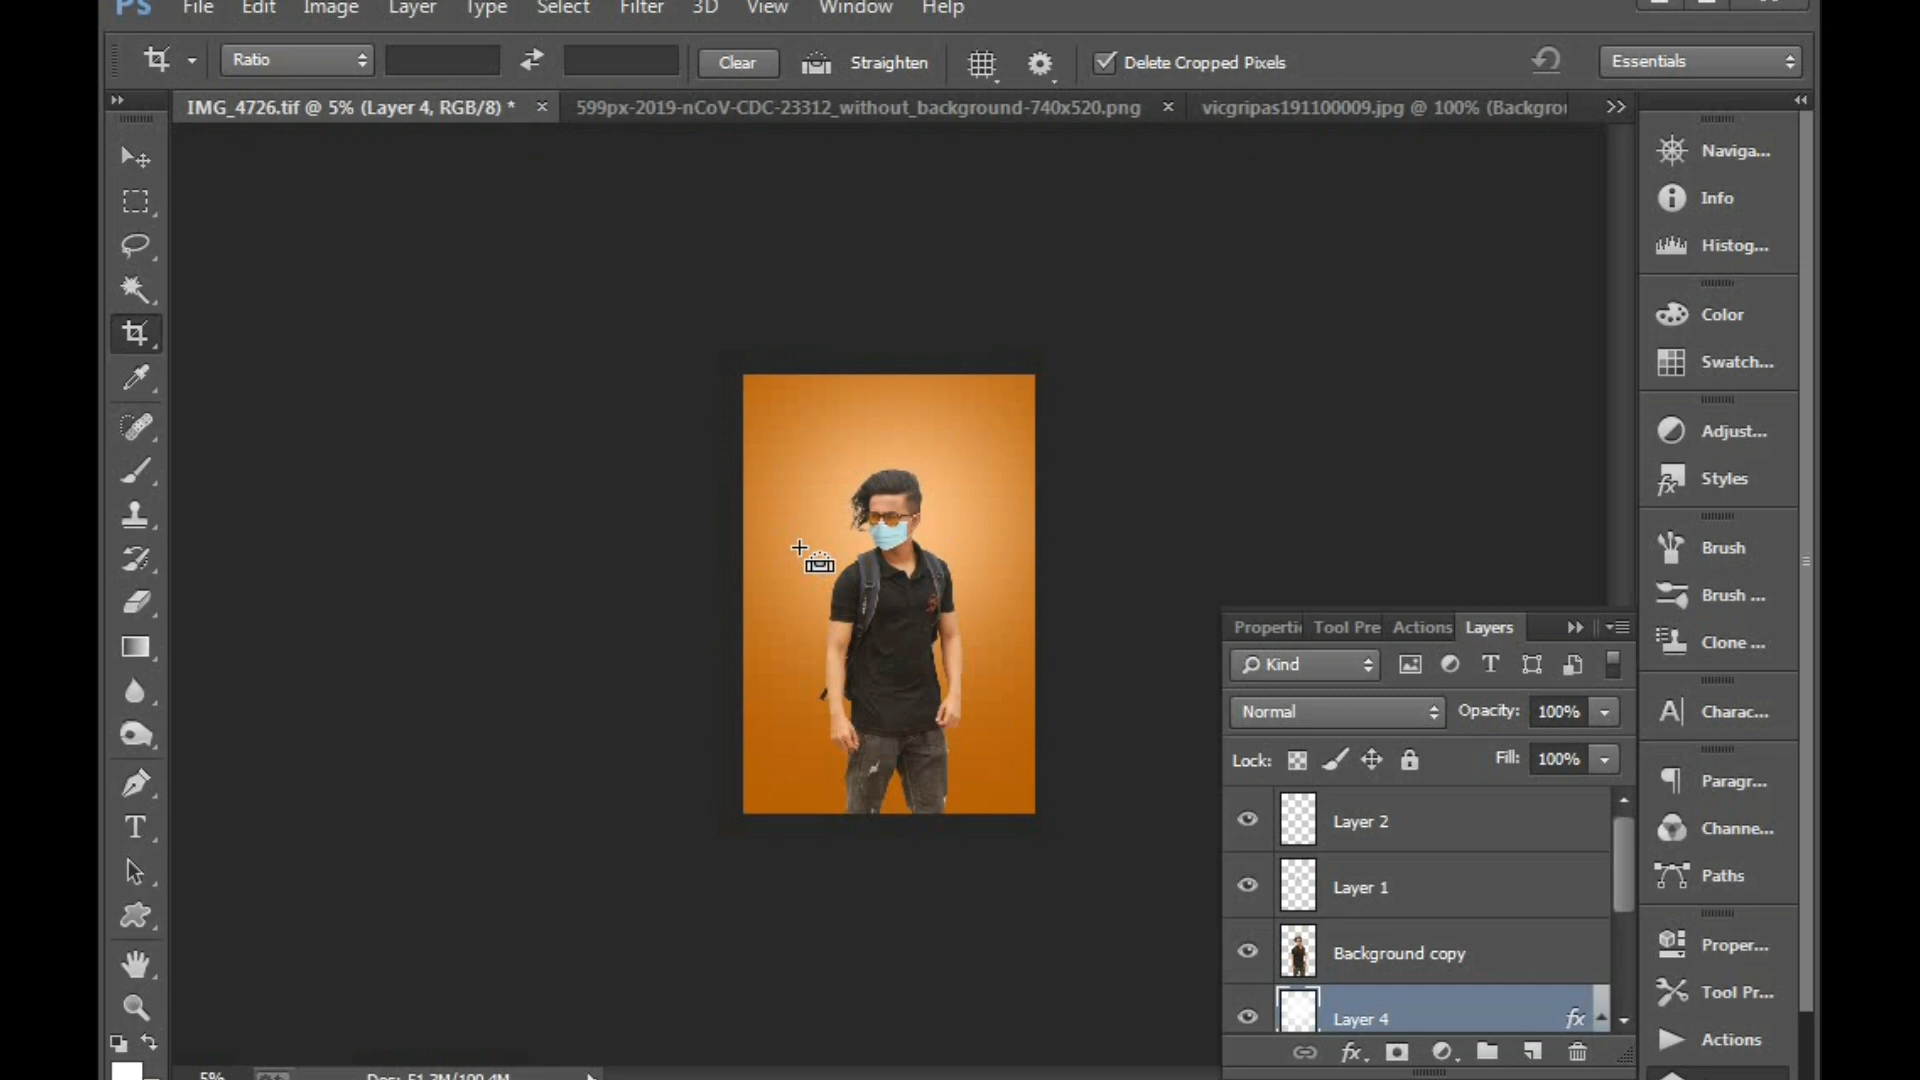 Ps File Edit Image Layer Type Select Filter 3D View Window Help
Ratio Clear Straighten Delete Cropped Pixels Essentials
IMG_4726.tif @ 5% (Layer 4, RGB/8) * 599px-2019-nCoV-CDC-23312_without_background-740x520.png vicgripas191100009.jpg @ 100% (Backgrou
Naviga...
Info
Histog...
Color
Swatch...
Adjust...
Styles
Brush
Brush ...
Clone ...
Charac...
Paragr...
Channe...
Paths
Proper...
Tool Pr...
Actions
Properti Tool Pre Actions Layers
Kind
Normal Opacity: 100%
Lock: Fill: 100%
Layer 2
Layer 1
Background copy
Layer 4 fx
5% Doc: 51.3M/109.4M